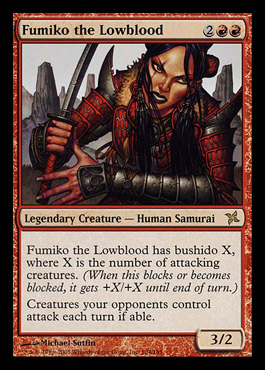 Fumiko the Lowblood 2
Legendary Creature — Human Samurai
Fumiko the Lowblood has bushido X,
where X is the number of attacking
creatures. (When this blocks or becomes
blocked, it gets +X/+X until end of turn.)
Creatures your opponents control
attack each turn if able.
Michael Sutfin
3/2